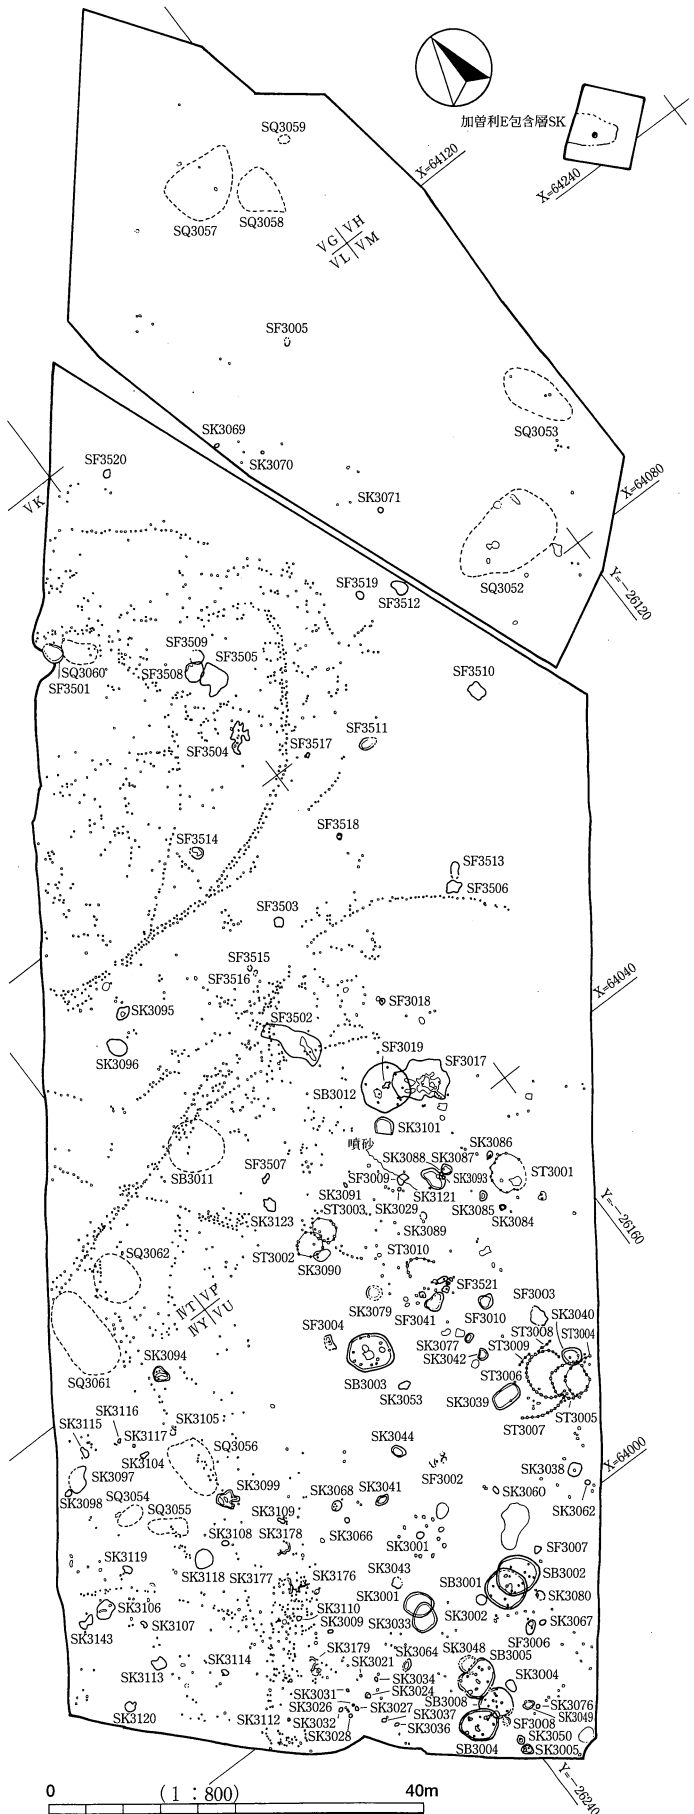 加曽利E包含層SK
SQ3059
X=64120
X=64240
SQ3057
SQ3058
VG VH
VL VM
SF3005
SQ3053
SK3069
SK3070
SF3520
VK
SK3071
X=64080
SQ3052
Y=-26120
SF3519
SF3512
SF3509
SF3505
SF3508
SQ3060
SF3501
SF3510
SF3504
SF3511
SF3517
SF3518
SF3514
SF3513
SF3506
SF3503
SF3515
SF3516
X=64040
SK3095
SF3018
SF3502
SK3096
SF3019
SF3017
SB3012
SK3101
噴砂
SK3086
SK3088
SK3087
SB3011
SF3507
SF3009
SK3093
ST3001
SK3091
SK3121
SK3029
SK3085
SK3084
SK3123
ST3003
SK3089
Y=-26160
ST3002
SK3090
ST3010
SQ3062
SF3521
SK3079
SF3041
SF3010
SF3003
SK3040
ⅣT VP
ⅣY VU
SF3004
SK3077
ST3008
ST3004
ST3009
SK3042
SK3094
SB3003
ST3006
SQ3061
SK3053
SK3039
ST3005
ST3007
SK3116
SK3115
SK3117
SK3105
SK3104
SQ3056
SK3044
X=64000
SK3097
SF3002
SK3038
SK3098
SK3099
SQ3054
SQ3055
SK3109
SK3068
SK3041
SK3060
SK3062
SK3108
SK3178
SK3066
SK3001
SF3007
SK3119
SK3118
SK3177
SK3176
SK3043
SB3001
SB3002
SK3001
SK3080
SK3106
SK3110
SK3009
SK3033
SK3002
SK3067
SK3143
SK3107
SF3006
SK3179
SK3021
SK3064
SK3048
SB3005
SK3113
SK3114
SK3034
SK3004
SK3031
SK3024
SB3008
SK3076
SK3120
SK3112
SK3026
SK3027
SK3037
SK3049
SK3032
SK3028
SK3036
SF3008
SK3050
SB3004
SK3005
Y=-26240
0 (1：800) 40m